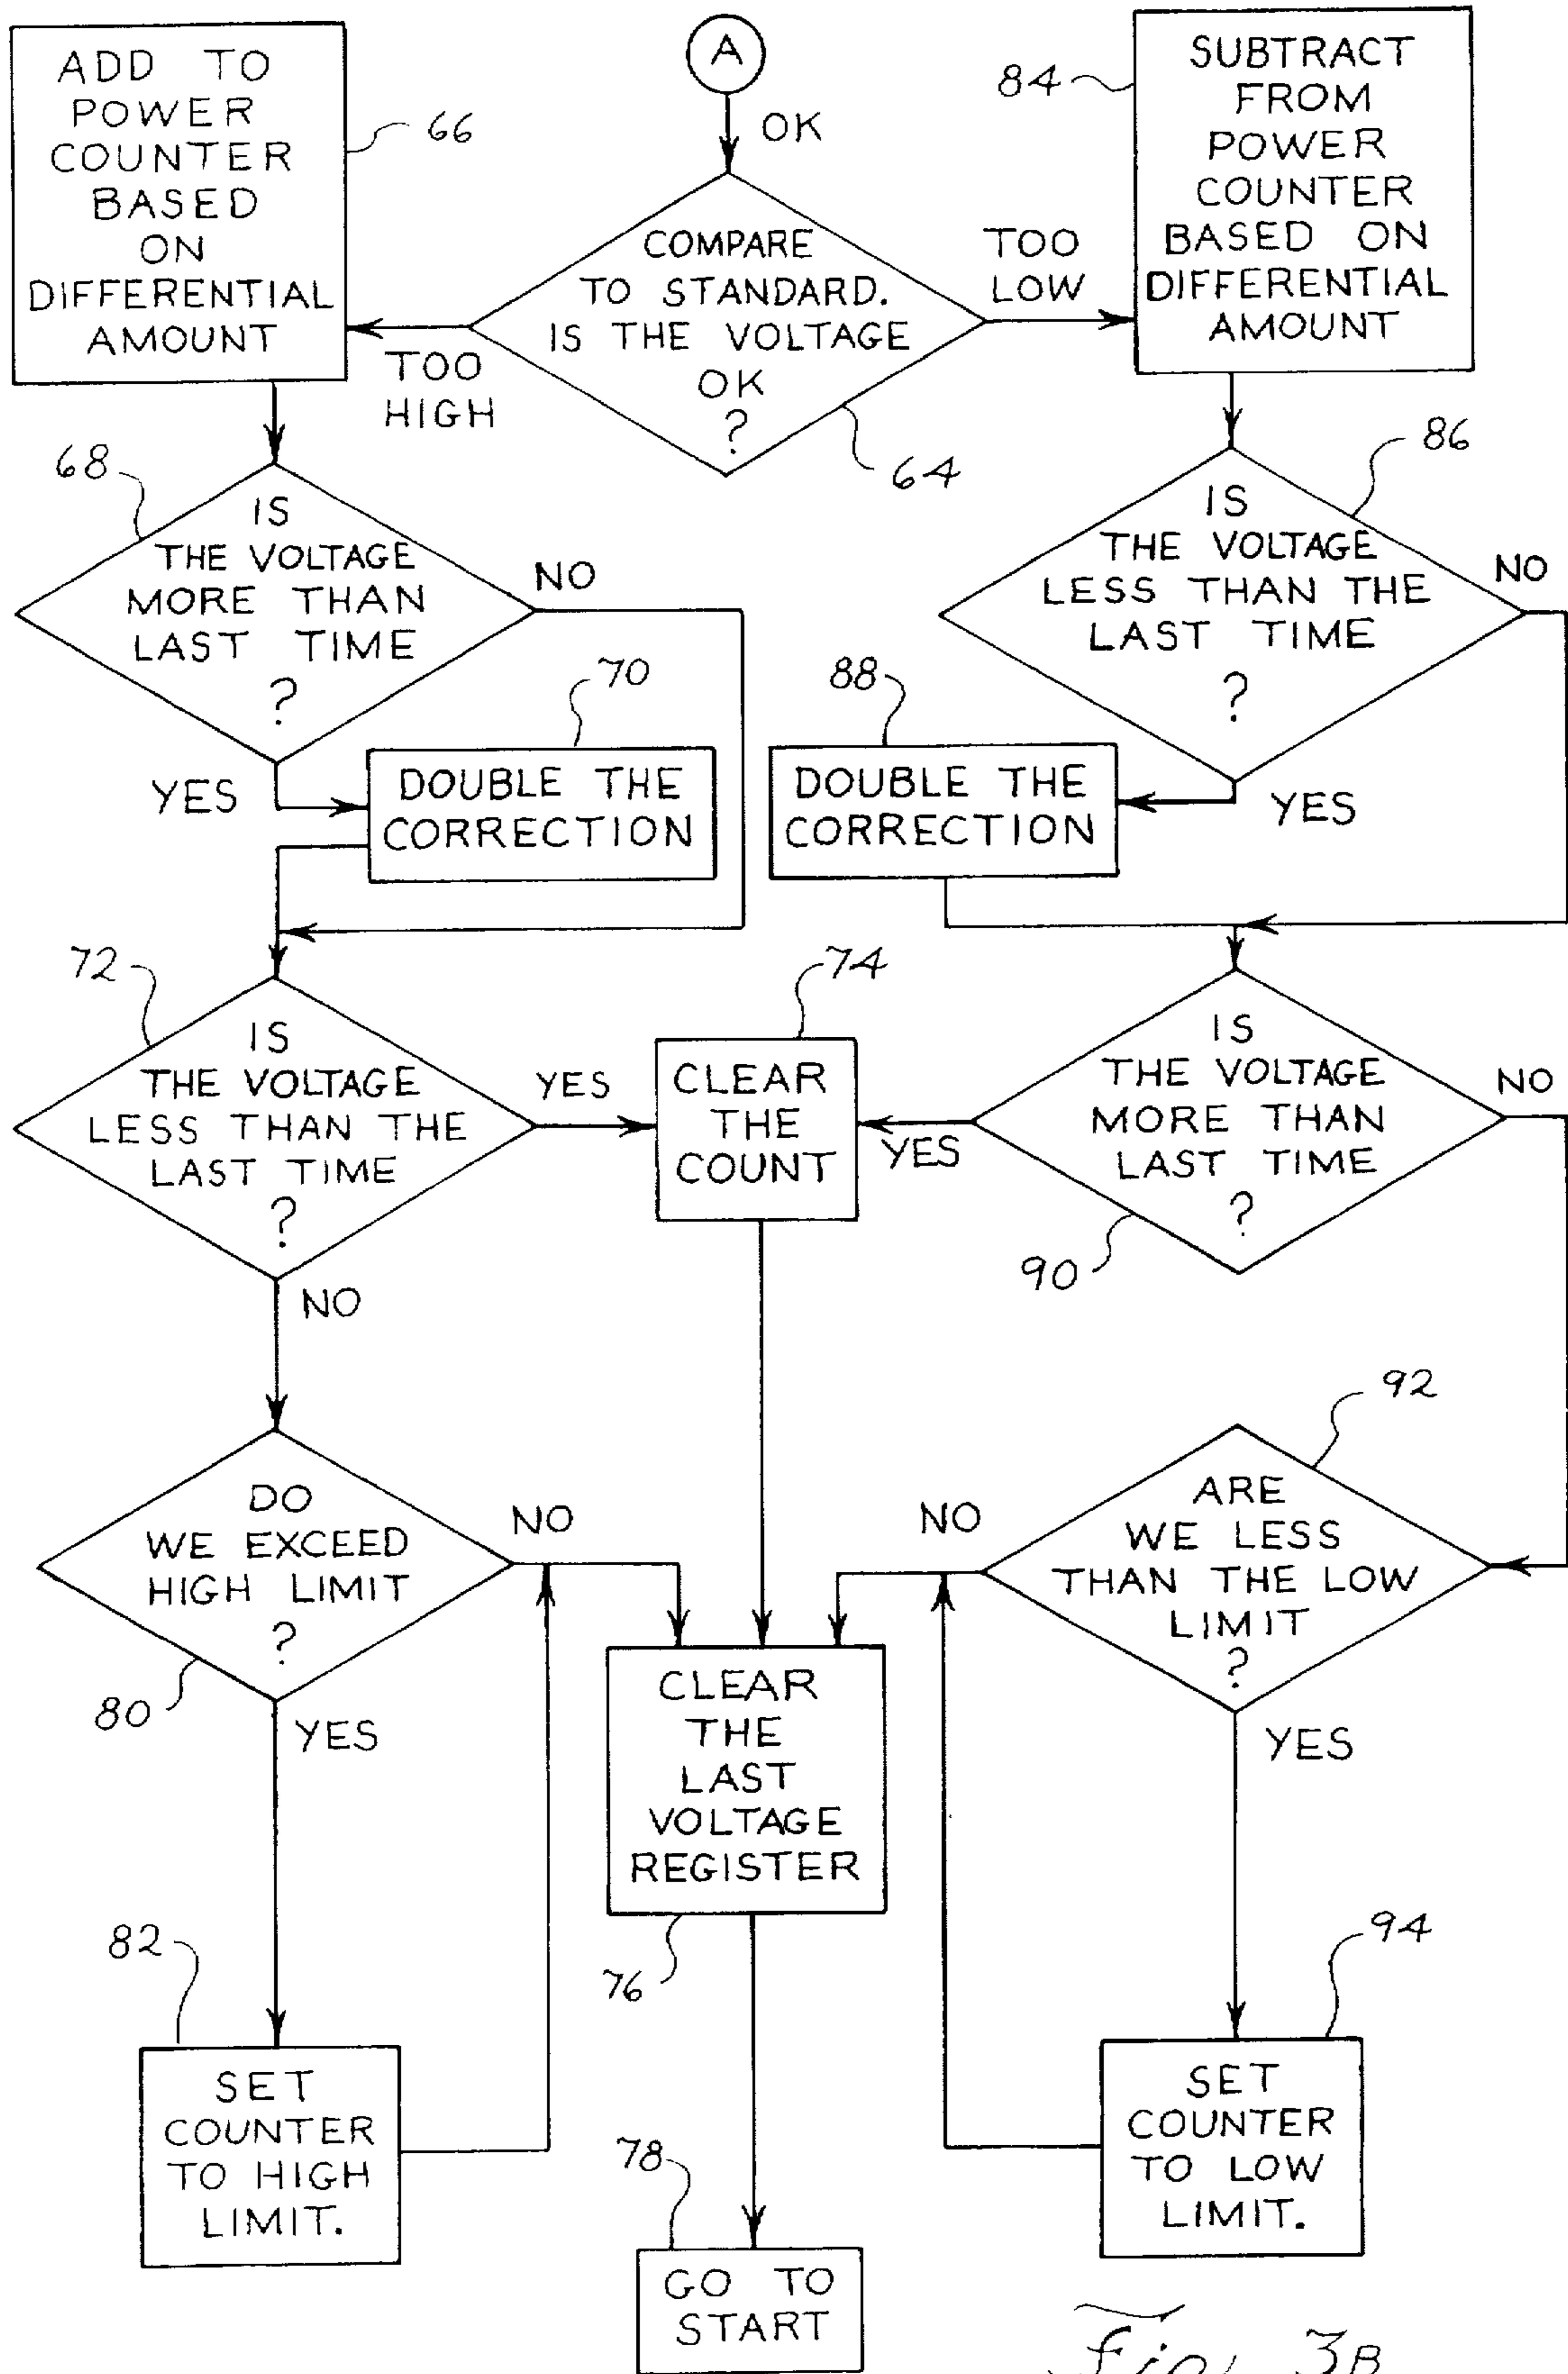 A
OK
ADD TO
POWER
COUNTER
BASED
ON
DIFFERENTIAL
AMOUNT
66
COMPARE
TO STANDARD.
IS THE VOLTAGE
OK
?
64
TOO
HIGH
TOO
LOW
84
SUBTRACT
FROM
POWER
COUNTER
BASED ON
DIFFERENTIAL
AMOUNT
68
IS
THE VOLTAGE
MORE THAN
LAST TIME
?
NO
YES
70
DOUBLE THE
CORRECTION
86
IS
THE VOLTAGE
LESS THAN THE
LAST TIME
?
NO
YES
88
DOUBLE THE
CORRECTION
72
IS
THE VOLTAGE
LESS THAN THE
LAST TIME
?
YES
NO
74
CLEAR
THE
COUNT
YES
IS
THE VOLTAGE
MORE THAN
LAST TIME
?
NO
90
DO
WE EXCEED
HIGH LIMIT
?
80
NO
YES
92
ARE
WE LESS
THAN THE LOW
LIMIT
?
NO
YES
CLEAR
THE
LAST
VOLTAGE
REGISTER
76
82
SET
COUNTER
TO HIGH
LIMIT.
94
SET
COUNTER
TO LOW
LIMIT.
78
GO TO
START
Fig. 3B